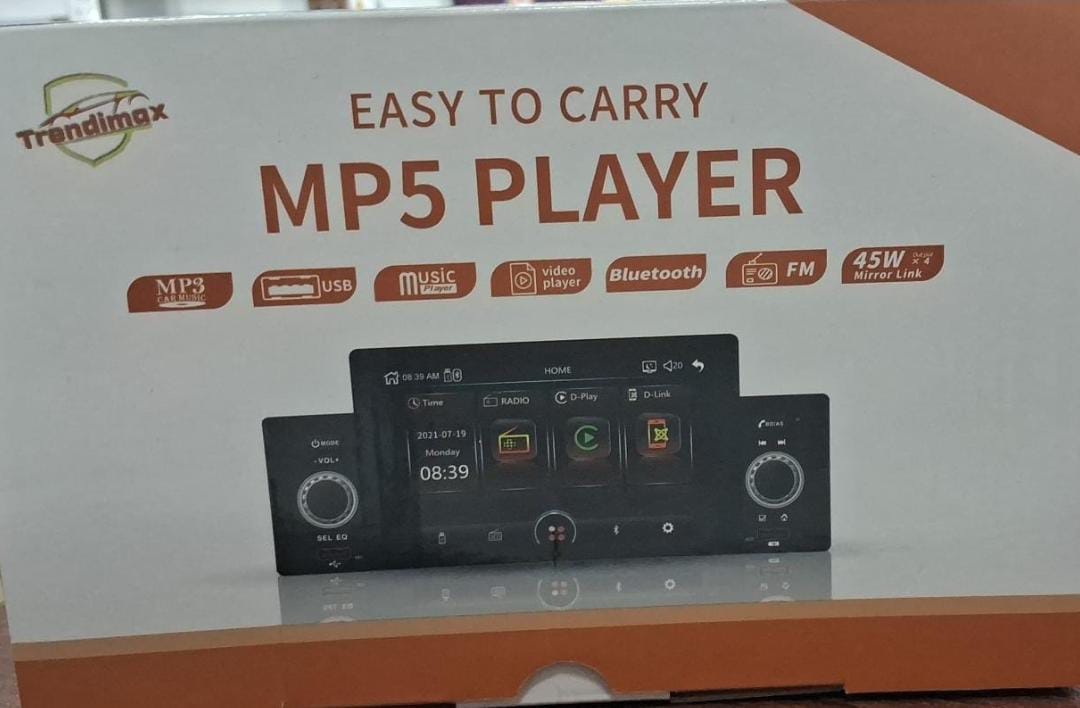 Trendimax
EASY TO CARRY
MP5 PLAYER
MP3
CAR MUSIC
USB
MUSIC
Player
video
player
Bluetooth
FM
45W Output x 4
Mirror Link
08:39 AM
HOME
20
Time
RADIO
D-Play
D-Link
2021-07-19
Monday
08:39
MODE
-VOL+
SEL EQ